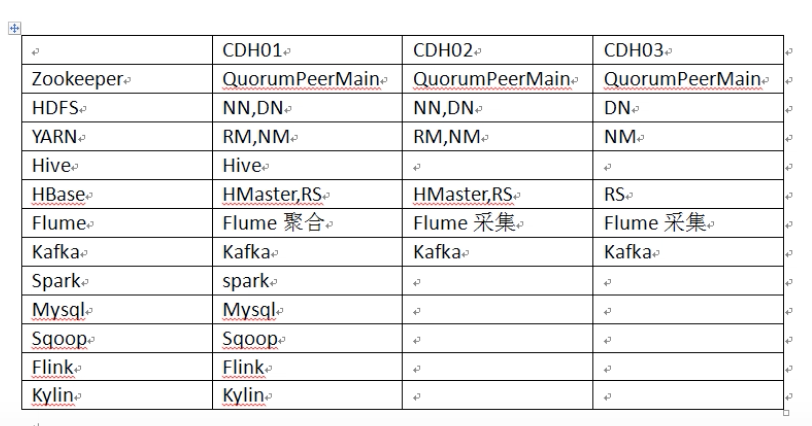 CDH01 CDH02 CDH03
Zookeeper QuorumPeerMain QuorumPeerMain QuorumPeerMain
HDFS NN,DN NN,DN DN
YARN RM,NM RM,NM NM
Hive Hive
HBase HMaster,RS HMaster,RS RS
Flume Flume 聚合 Flume 采集 Flume 采集
Kafka Kafka Kafka Kafka
Spark spark
Mysql Mysql
Sqoop Sqoop
Flink Flink
Kylin Kylin